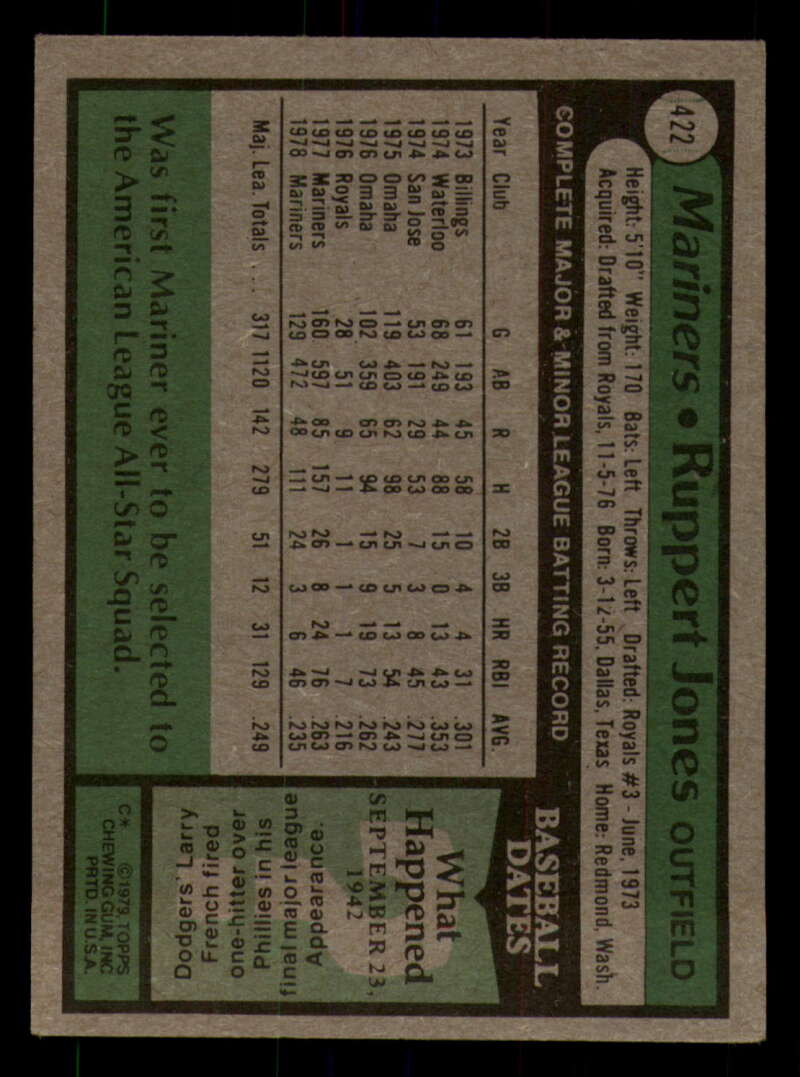 422
Mariners • Ruppert Jones OUTFIELD
Height: 5'10" Weight: 170 Bats: Left Throws: Left Drafted: Royals #3 - June, 1973
Acquired: Drafted from Royals, 11-5-76 Born: 3-12-55, Dallas, Texas Home: Redmond, Wash.
COMPLETE MAJOR & MINOR LEAGUE BATTING RECORD
Year Club G AB R H 2B 3B HR RBI AVG.
1973 Billings 61 193 45 58 10 4 4 31 .301
1974 Waterloo 68 249 44 88 15 0 13 43 .353
1974 San Jose 53 191 29 53 7 3 8 45 .277
1975 Omaha 119 403 62 98 25 5 13 54 .243
1976 Omaha 102 359 65 94 15 9 19 73 .262
1976 Royals 28 51 9 11 1 1 1 7 .216
1977 Mariners 160 597 85 157 26 8 24 76 .263
1978 Mariners 129 472 48 111 24 3 6 46 .235
Maj. Lea. Totals . . . 317 1120 142 279 51 12 31 129 .249
Was first Mariner ever to be selected to
the American League All-Star Squad.
BASEBALL
DATES
What
Happened
SEPTEMBER 23,
1942
Dodgers' Larry
French fired
one-hitter over
Phillies in his
final major league
Appearance.
C* ©1979, TOPPS
CHEWING GUM, INC
PRTD. IN U.S.A.